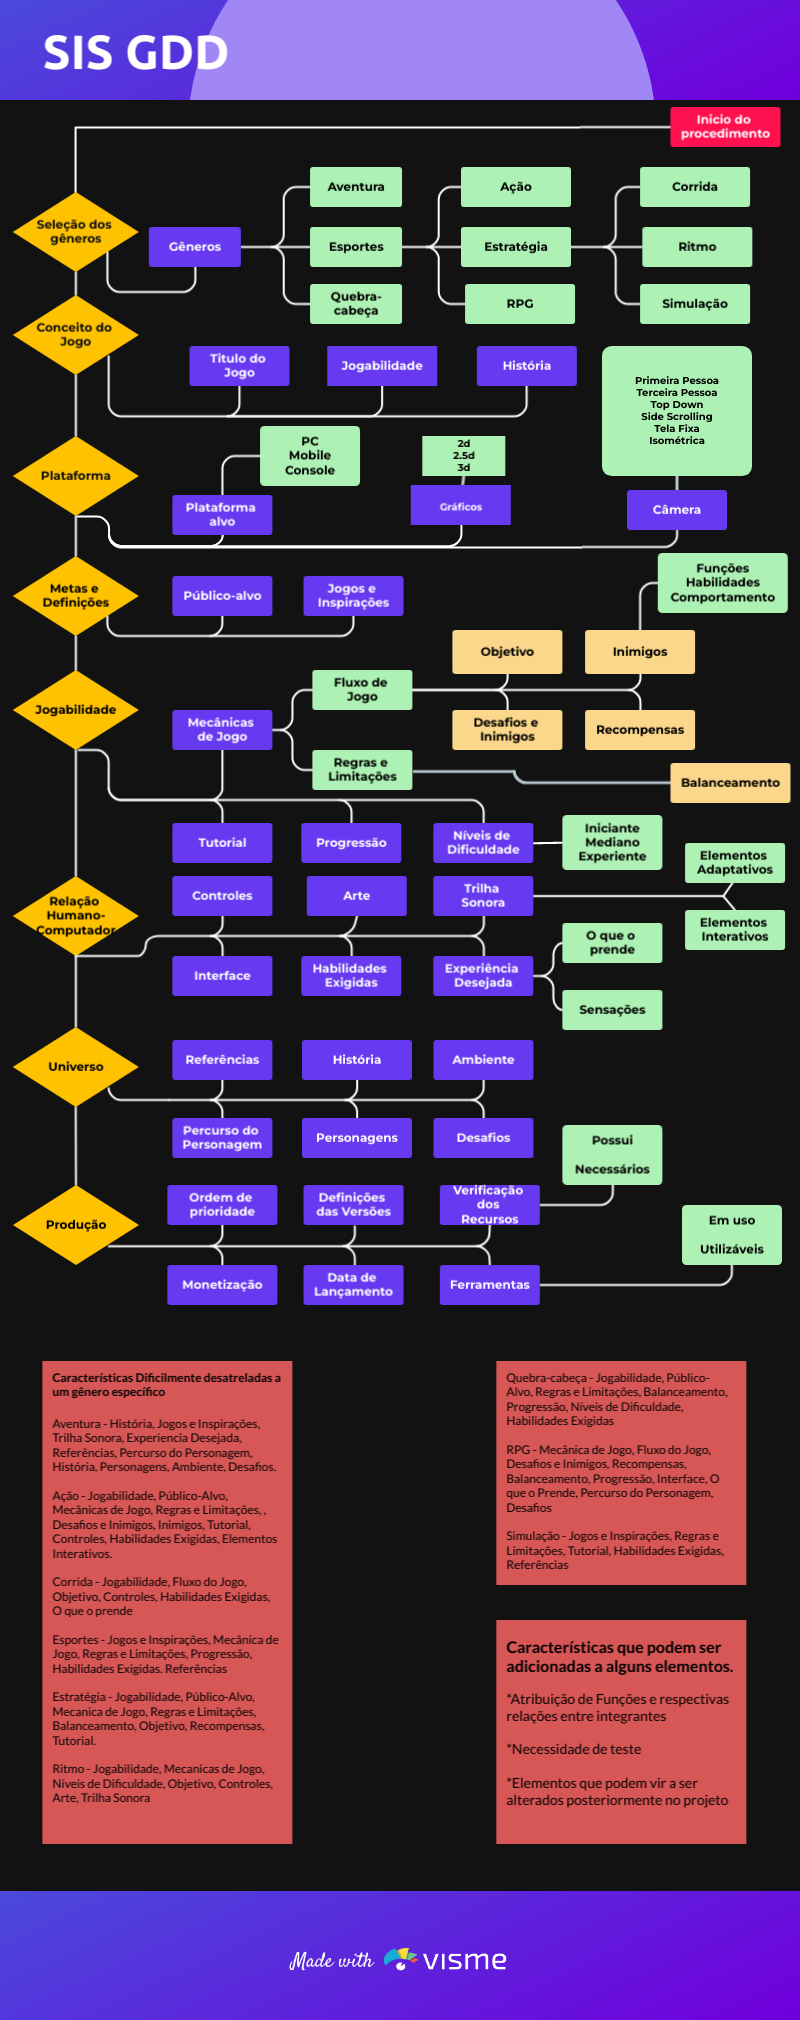 SIS GDD
Inicio do
procedimento
Seleção dos
gêneros
Gêneros
Aventura
Ação
Corrida
Esportes
Estratégia
Ritmo
Quebra-
cabeça
RPG
Simulação
Conceito do
Jogo
Titulo do
Jogo
Jogabilidade
História
Primeira Pessoa
Terceira Pessoa
Top Down
Side Scrolling
Tela Fixa
Isométrica
Plataforma
PC
Mobile
Console
2d
2.5d
3d
Plataforma
alvo
Gráficos
Câmera
Metas e
Definições
Público-alvo
Jogos e
Inspirações
Funções
Habilidades
Comportamento
Objetivo
Inimigos
Jogabilidade
Fluxo de
Jogo
Mecânicas
de Jogo
Desafios e
Inimigos
Recompensas
Regras e
Limitações
Balanceamento
Tutorial
Progressão
Níveis de
Dificuldade
Iniciante
Mediano
Experiente
Elementos
Adaptativos
Relação
Humano-
Computador
Controles
Arte
Trilha
Sonora
Elementos
Interativos
O que o
prende
Interface
Habilidades
Exigidas
Experiência
Desejada
Sensações
Universo
Referências
História
Ambiente
Percurso do
Personagem
Personagens
Desafios
Possui
Necessários
Produção
Ordem de
prioridade
Definições
das Versões
Verificação
dos
Recursos
Em uso
Utilizáveis
Monetização
Data de
Lançamento
Ferramentas
Características Dificilmente desatreladas a
um gênero específico
Aventura - História, Jogos e Inspirações,
Trilha Sonora, Experiencia Desejada,
Referências, Percurso do Personagem,
História, Personagens, Ambiente, Desafios.
Ação - Jogabilidade, Público-Alvo,
Mecânicas de Jogo, Regras e Limitações, ,
Desafios e Inimigos, Inimigos, Tutorial,
Controles, Habilidades Exigidas, Elementos
Interativos.
Corrida - Jogabilidade, Fluxo do Jogo,
Objetivo, Controles, Habilidades Exigidas,
O que o prende
Esportes - Jogos e Inspirações, Mecânica de
Jogo, Regras e Limitações, Progressão,
Habilidades Exigidas. Referências
Estratégia - Jogabilidade, Público-Alvo,
Mecanica de Jogo, Regras e Limitações,
Balanceamento, Objetivo, Recompensas,
Tutorial.
Ritmo - Jogabilidade, Mecanicas de Jogo,
Níveis de Dificuldade, Objetivo, Controles,
Arte, Trilha Sonora
Quebra-cabeça - Jogabilidade, Público-
Alvo, Regras e Limitações, Balanceamento,
Progressão, Níveis de Dificuldade,
Habilidades Exigidas
RPG - Mecânica de Jogo, Fluxo do Jogo,
Desafios e Inimigos, Recompensas,
Balanceamento, Progressão, Interface, O
que o Prende, Percurso do Personagem,
Desafios
Simulação - Jogos e Inspirações, Regras e
Limitações, Tutorial, Habilidades Exigidas,
Referências
Características que podem ser
adicionadas a alguns elementos.
*Atribuição de Funções e respectivas
relações entre integrantes
*Necessidade de teste
*Elementos que podem vir a ser
alterados posteriormente no projeto
Made with visme